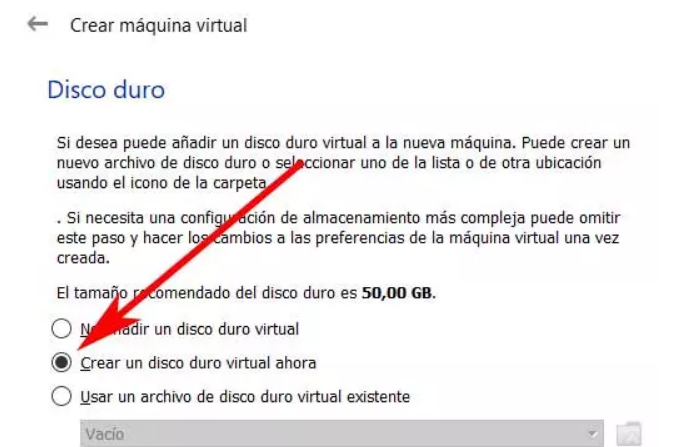 Crear máquina virtual
Disco duro
Si desea puede añadir un disco duro virtual a la nueva máquina. Puede crear un
nuevo archivo de disco duro o seleccionar uno de la lista o de otra ubicación
usando el icono de la carpeta
. Si necesita una configuración de almacenamiento más compleja puede omitir
este paso y hacer los cambios a las preferencias de la máquina virtual una vez
creada.
El tamaño recomendado del disco duro es 50,00 GB.
No añadir un disco duro virtual
Crear un disco duro virtual ahora
Usar un archivo de disco duro virtual existente
Vacío